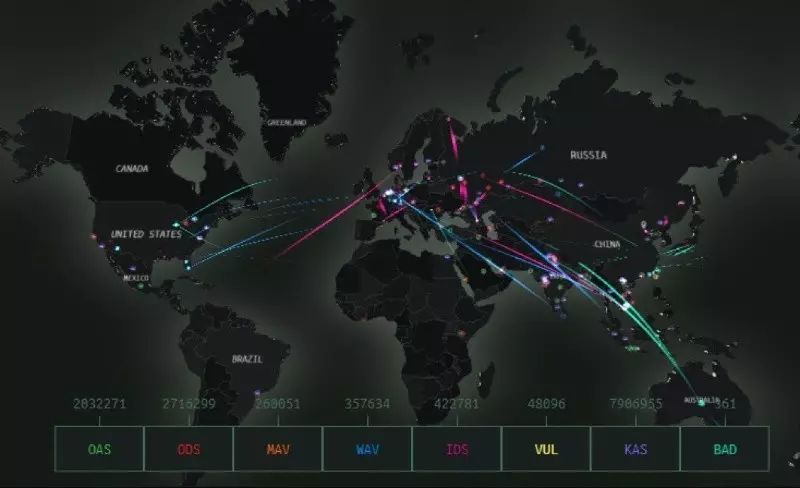 GREENLAND
RUSSIA
CANADA
UNITED STATES
CHINA
MEXICO
BRAZIL
AUSTRALIA
2032271 2716299 260051 357634 422781 48096 7906955 361
OAS ODS MAV WAV IDS VUL KAS BAD